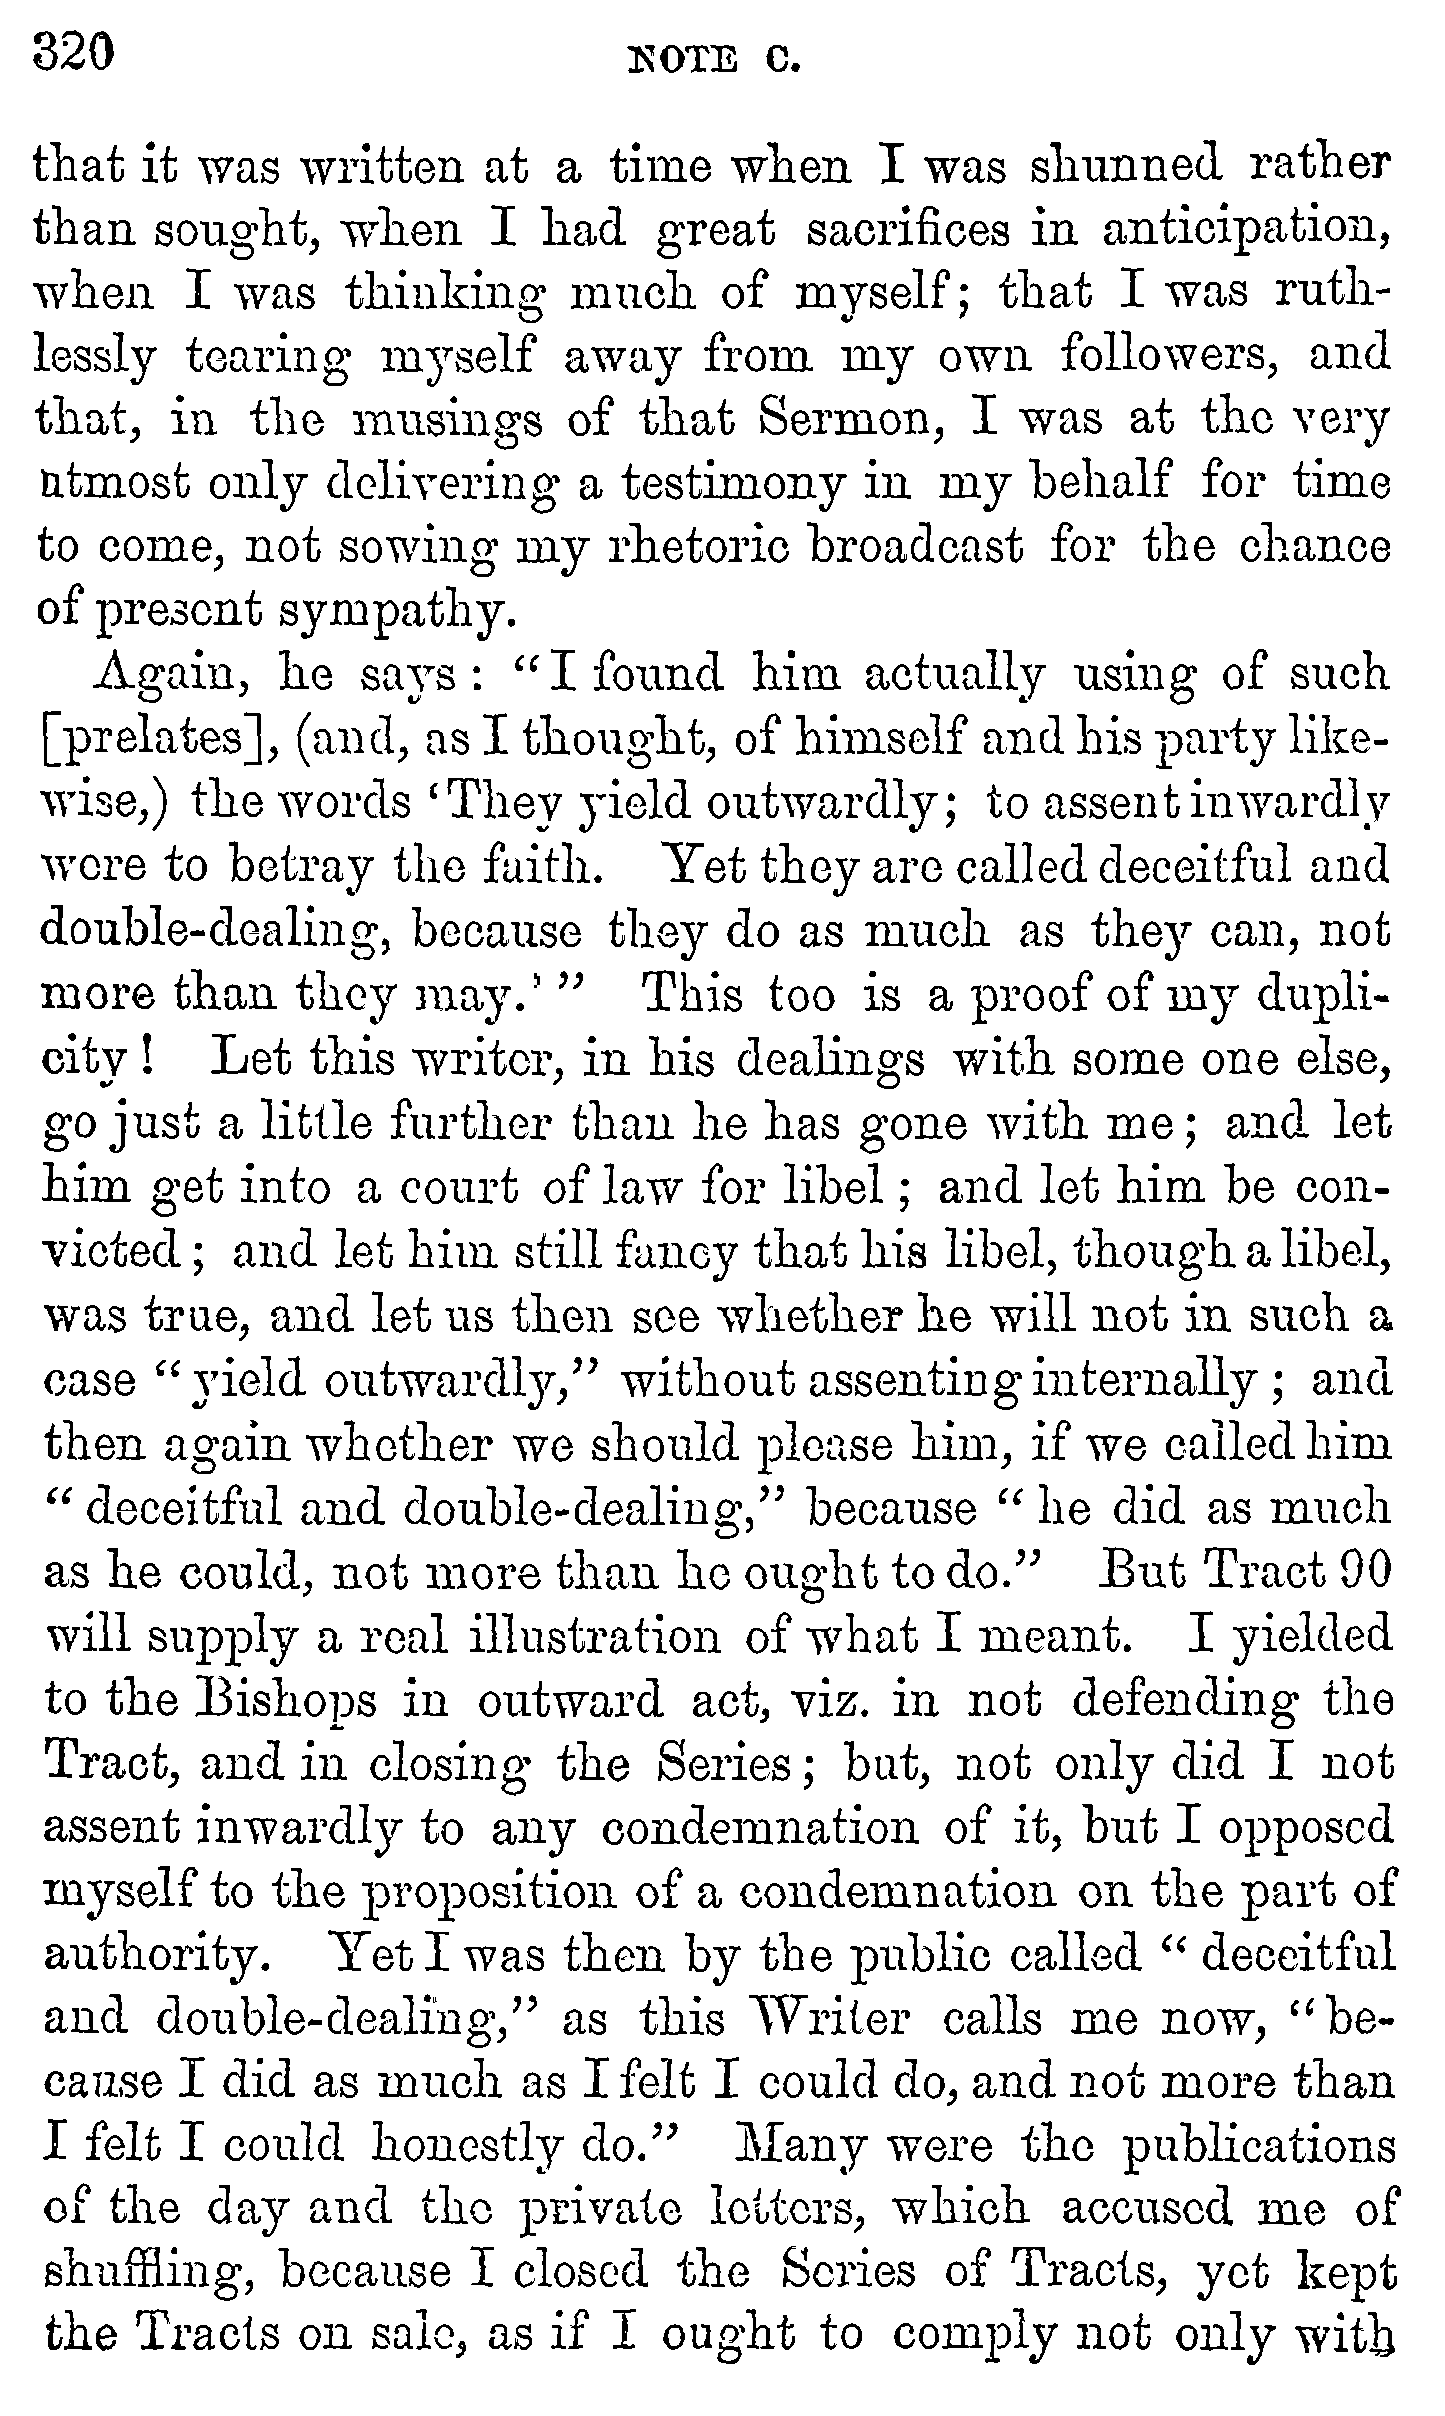 320 NOTE C.
that it was written at a time when I was shunned rather
than sought, when I had great sacrifices in anticipation,
when I was thinking much of myself; that I was ruth-
lessly tearing myself away from my own followers, and
that, in the musings of that Sermon, I was at the very
utmost only delivering a testimony in my behalf for time
to come, not sowing my rhetoric broadcast for the chance
of present sympathy.
Again, he says: "I found him actually using of such
[prelates], (and, as I thought, of himself and his party like-
wise,) the words 'They yield outwardly; to assent inwardly
were to betray the faith. Yet they are called deceitful and
double-dealing, because they do as much as they can, not
more than they may.'" This too is a proof of my dupli-
city! Let this writer, in his dealings with some one else,
go just a little further than he has gone with me; and let
him get into a court of law for libel; and let him be con-
victed; and let him still fancy that his libel, though a libel,
was true, and let us then see whether he will not in such a
case "yield outwardly," without assenting internally; and
then again whether we should please him, if we called him
"deceitful and double-dealing," because "he did as much
as he could, not more than he ought to do." But Tract 90
will supply a real illustration of what I meant. I yielded
to the Bishops in outward act, viz. in not defending the
Tract, and in closing the Series; but, not only did I not
assent inwardly to any condemnation of it, but I opposed
myself to the proposition of a condemnation on the part of
authority. Yet I was then by the public called "deceitful
and double-dealing," as this Writer calls me now, "be-
cause I did as much as I felt I could do, and not more than
I felt I could honestly do." Many were the publications
of the day and the private letters, which accused me of
shuffling, because I closed the Series of Tracts, yet kept
the Tracts on sale, as if I ought to comply not only with